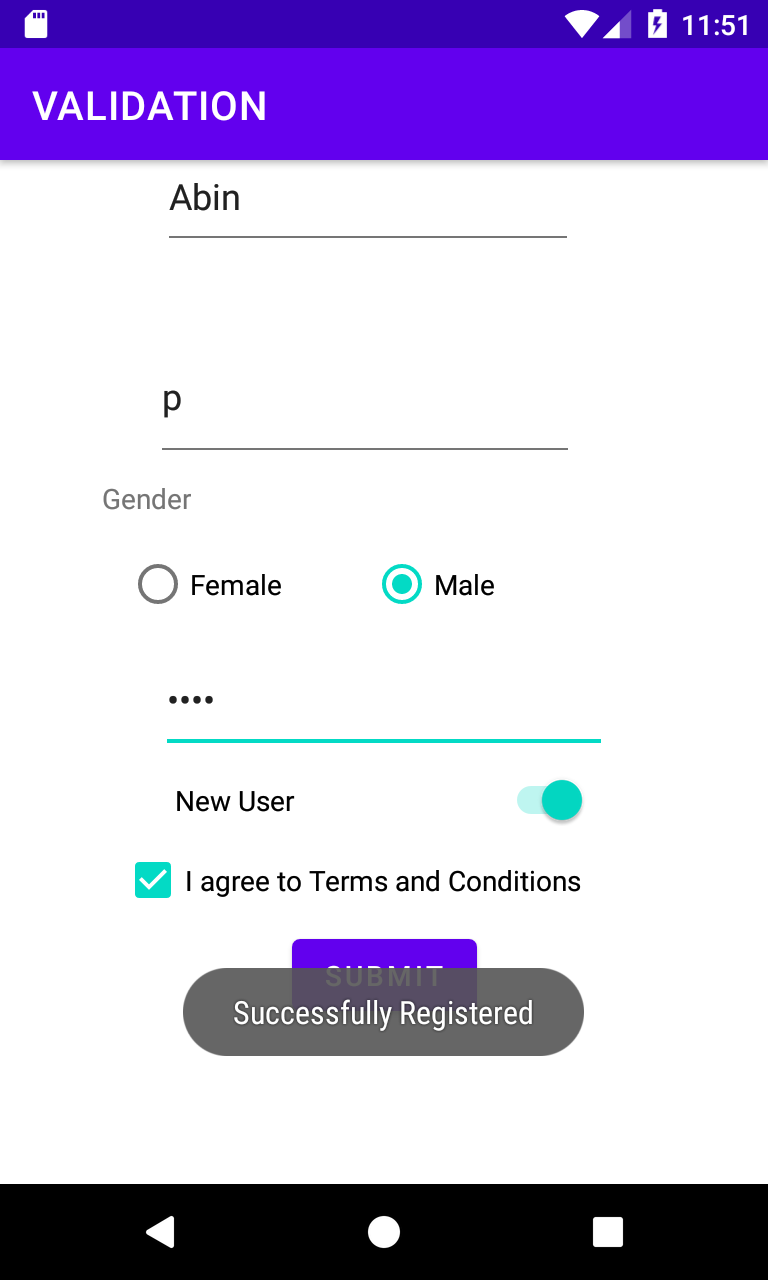 11:51
VALIDATION
Abin
p
Gender
Female Male
••••
New User
I agree to Terms and Conditions
SUBMIT
Successfully Registered